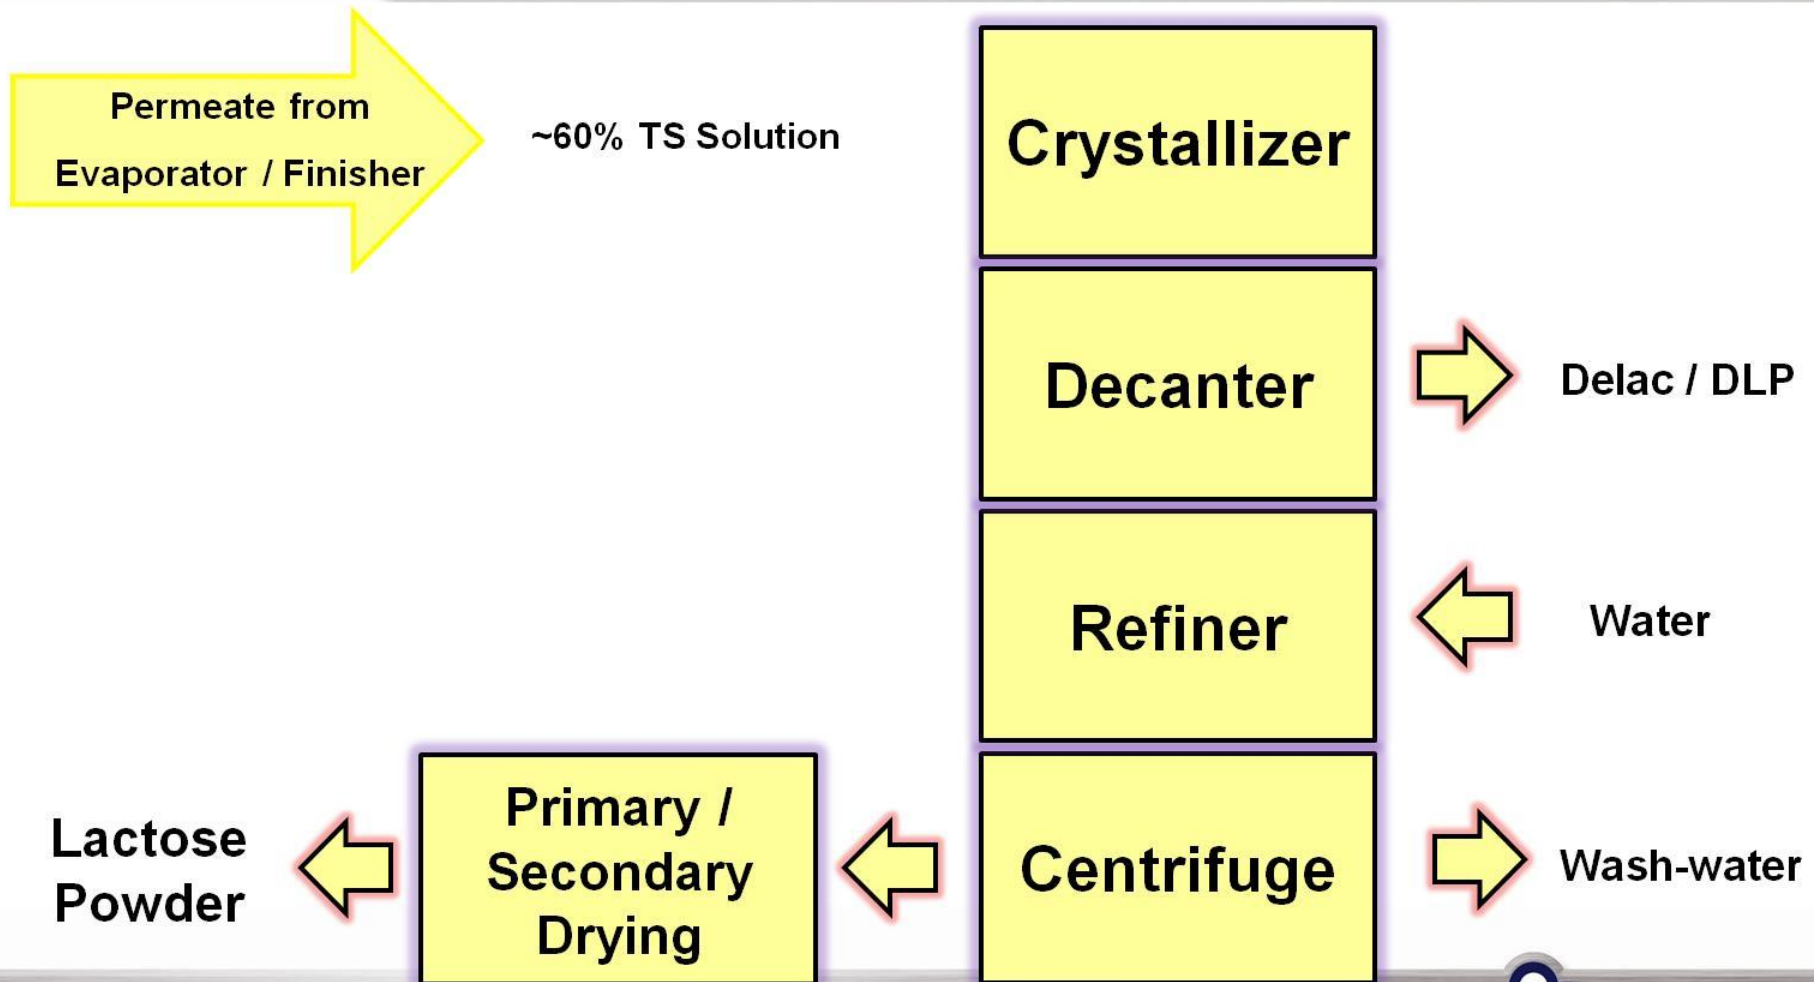 Permeate from
Evaporator / Finisher
~60% TS Solution
Crystallizer
Decanter
Delac / DLP
Refiner
Water
Centrifuge
Wash-water
Primary /
Secondary
Drying
Lactose
Powder